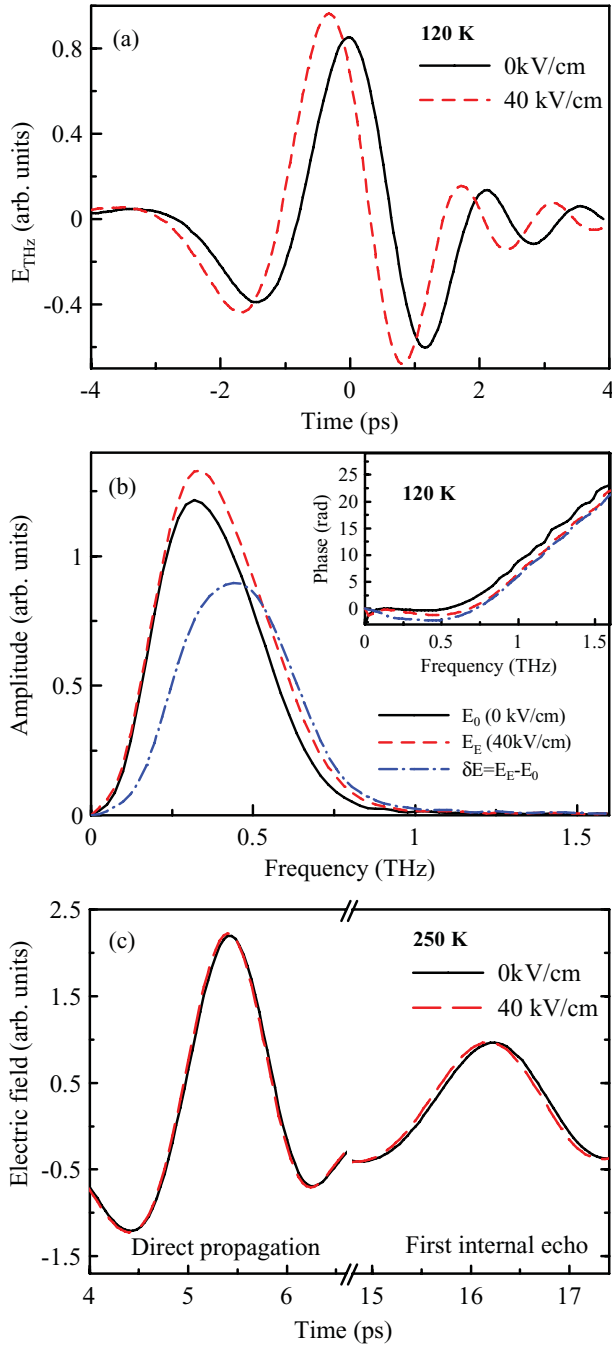 (a)
120 K
0kV/cm
40 kV/cm
0.8
0.4
0
-0.4
E_THz (arb. units)
-4
-2
0
2
4
Time (ps)
(b)
120 K
25
20
15
10
5
0
Phase (rad)
0
0.5
1
1.5
Frequency (THz)
1
0.5
0
Amplitude (arb. units)
E_0 (0 kV/cm)
E_E (40kV/cm)
δE=E_E-E_0
0
0.5
1
1.5
Frequency (THz)
(c)
250 K
0kV/cm
40 kV/cm
2.5
1.5
0.5
-0.5
-1.5
Electric field (arb. units)
Direct propagation
First internal echo
4
5
6
15
16
17
Time (ps)